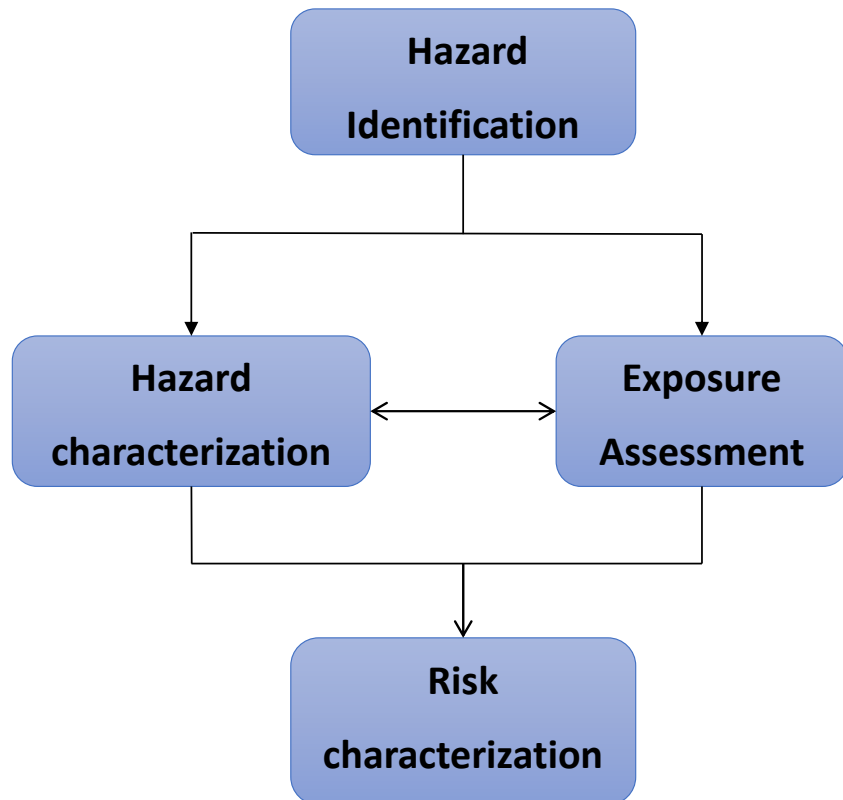 Hazard
Identification
Hazard
characterization
Exposure
Assessment
Risk
characterization